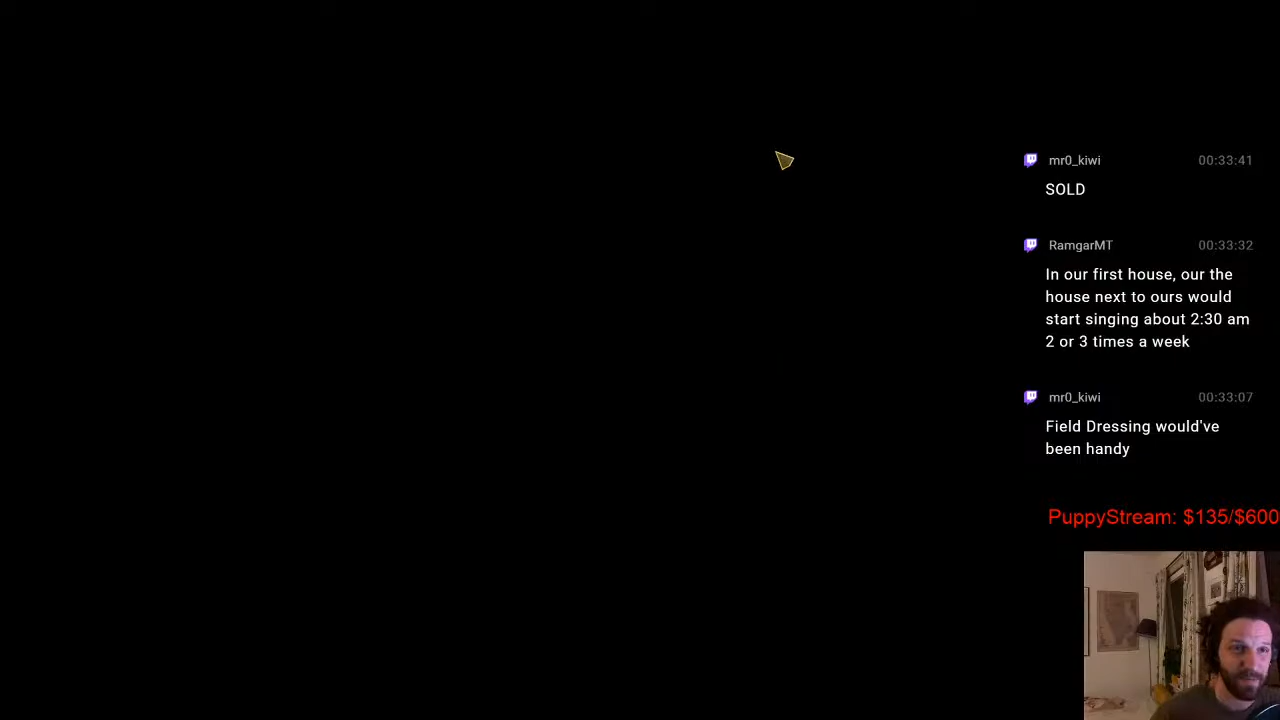 mr0_kiwi 00:33:41
SOLD
RamgarMT 00:33:32
In our first house, our the
house next to ours would
start singing about 2:30 am
2 or 3 times a week
mr0_kiwi 00:33:07
Field Dressing would've
been handy
PuppyStream: $135/$600